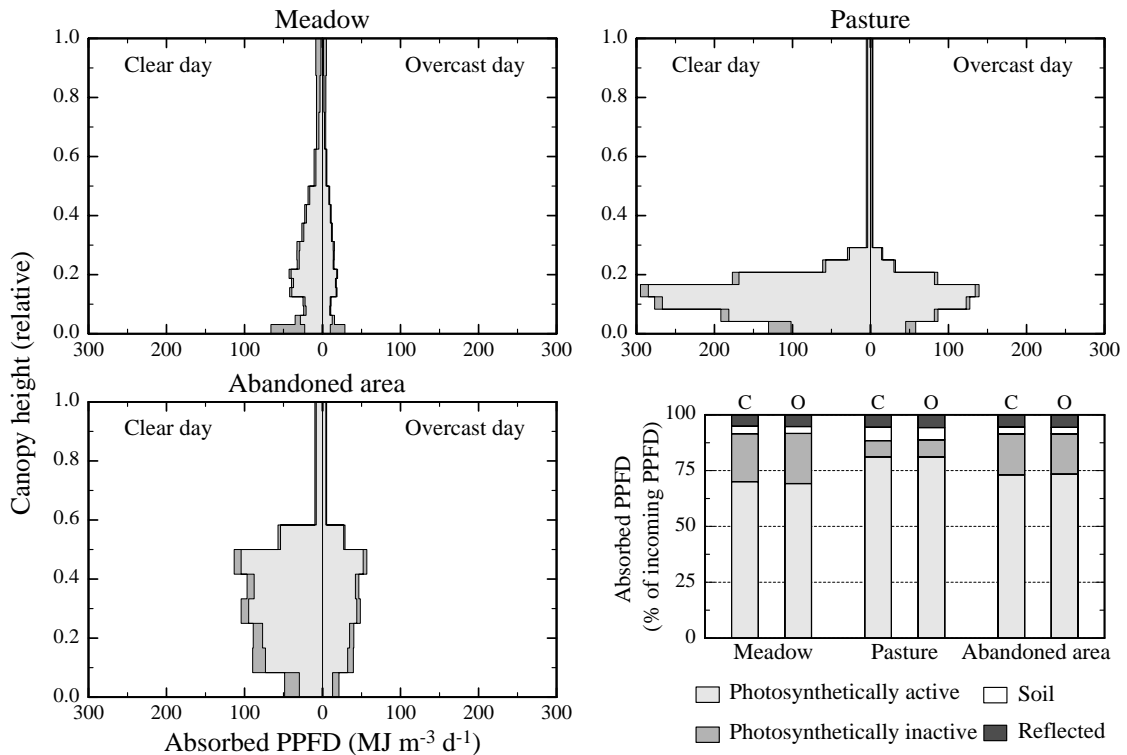 Meadow
Pasture
1.0
Clear day
Overcast day
0.8
0.6
0.4
0.2
0.0
300 200 100 0 100 200 300
1.0
Clear day
Overcast day
0.8
0.6
0.4
0.2
0.0
300 200 100 0 100 200 300
Canopy height (relative)
Abandoned area
1.0
Clear day
Overcast day
0.8
0.6
0.4
0.2
0.0
300 200 100 0 100 200 300
Absorbed PPFD (MJ m-3 d-1)
C O C O C O
100
75
50
25
0
Absorbed PPFD
(% of incoming PPFD)
Meadow Pasture Abandoned area
Photosynthetically active
Soil
Photosynthetically inactive
Reflected